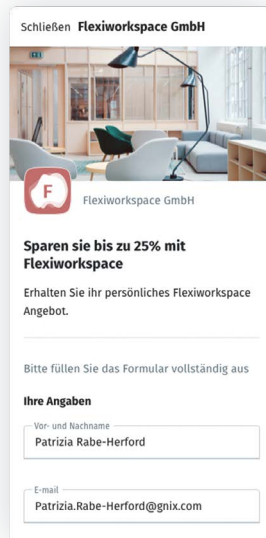 Schließen Flexiworkspace GmbH
F
Flexiworkspace GmbH
Sparen sie bis zu 25% mit
Flexiworkspace
Erhalten Sie ihr persönliches Flexiworkspace
Angebot.
Bitte füllen Sie das Formular vollständig aus
Ihre Angaben
Vor- und Nachname
Patrizia Rabe-Herford
E-mail
Patrizia.Rabe-Herford@gnix.com